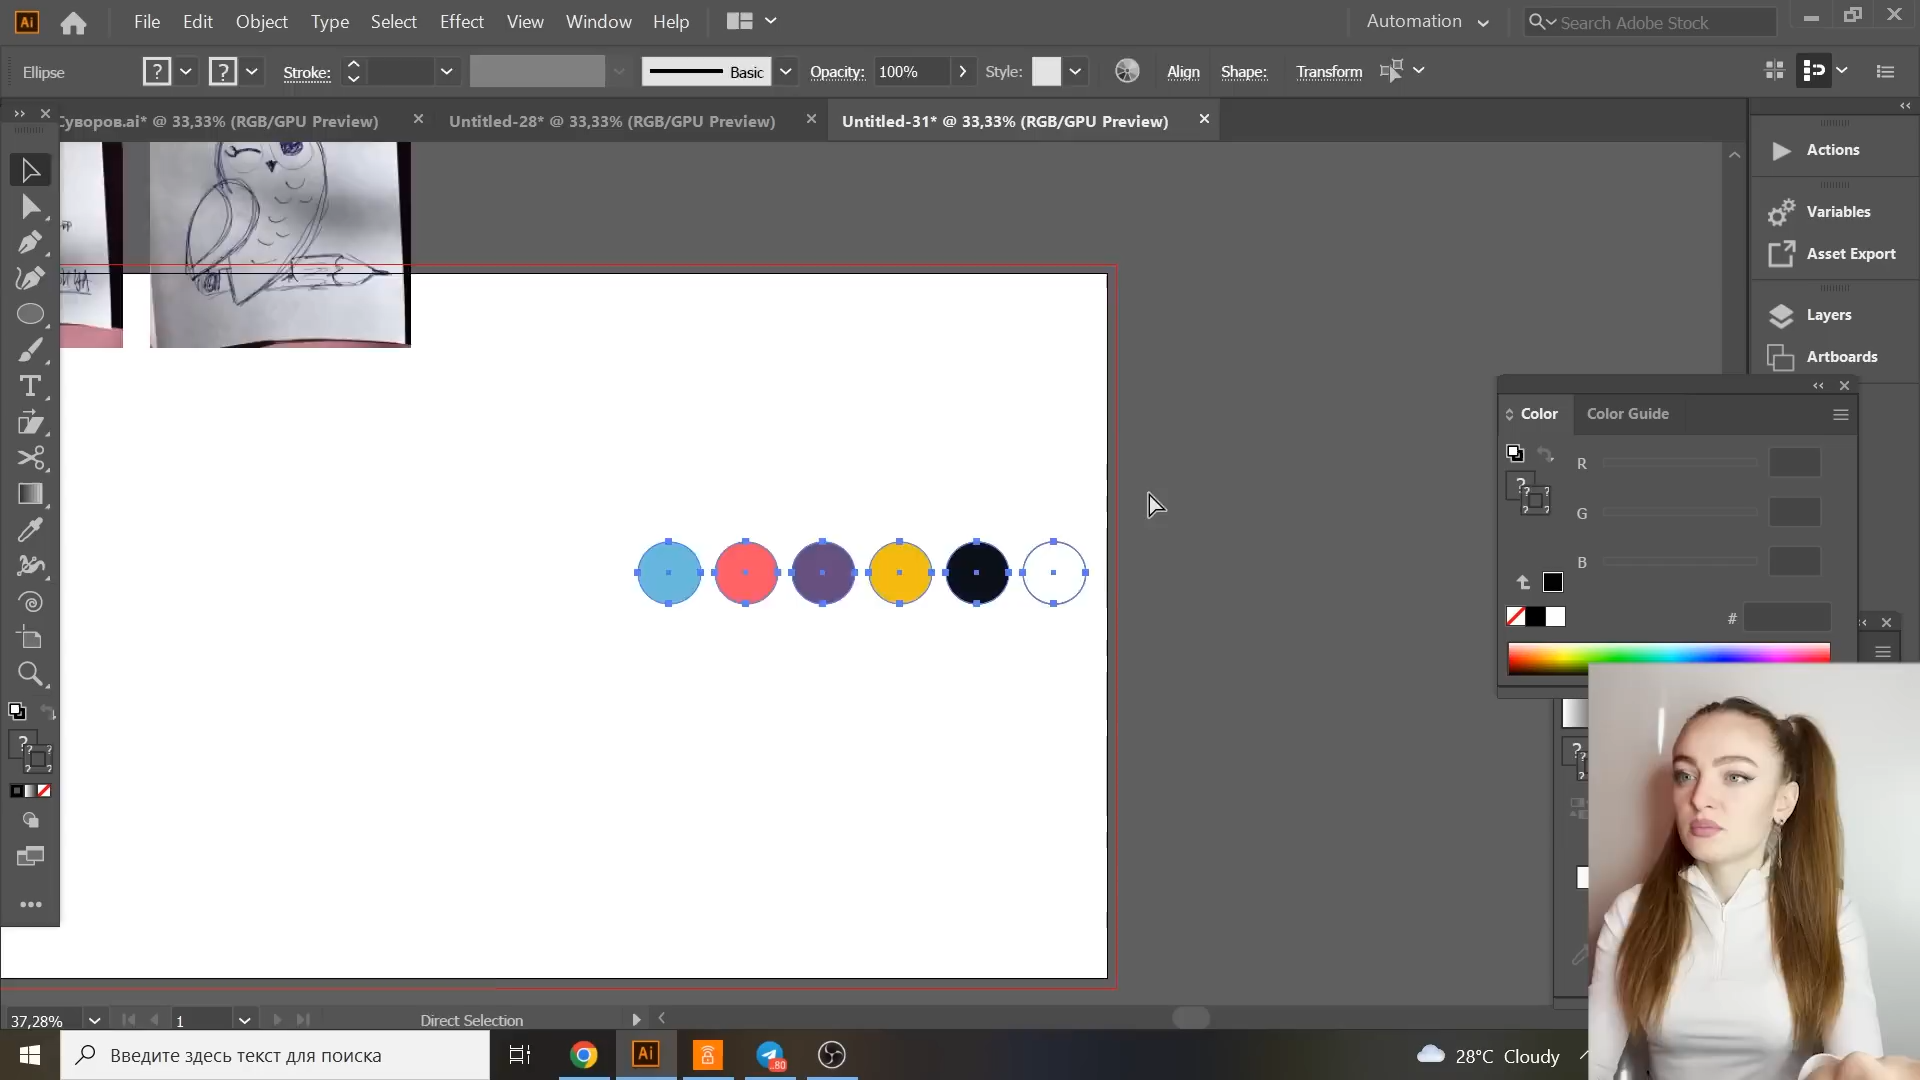 Ai File Edit Object Type Select Effect View Window Help Automation Search Adobe Stock
Ellipse ? ? Stroke: Basic Opacity: 100% Style: Align Shape: Transform
Суворов.ai* @ 33,33% (RGB/GPU Preview) Untitled-28* @ 33,33% (RGB/GPU Preview) Untitled-31* @ 33,33% (RGB/GPU Preview)
Actions
Variables
Asset Export
Layers
Artboards
Color Color Guide
R
G
B
#
37,28% 1 Direct Selection
Введите здесь текст для поиска Ai 80 28°C Cloudy